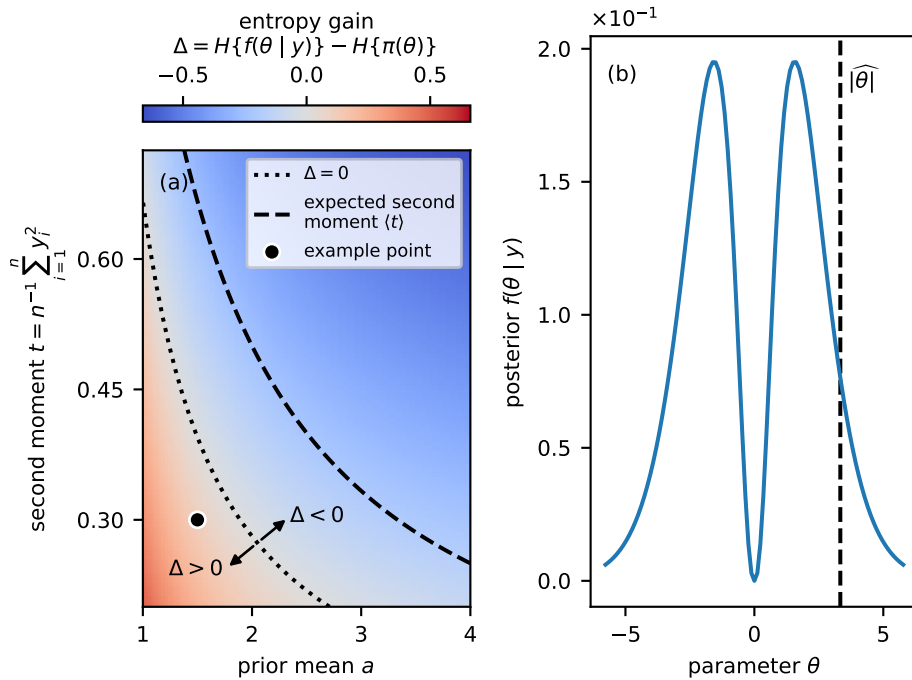 entropy gain
Δ = H{f(θ | y)} − H{π(θ)}
−0.5 0.0 0.5
(a)
Δ = 0
expected second
moment ⟨t⟩
example point
Δ < 0
Δ > 0
0.60
0.45
0.30
second moment t = n⁻¹ ∑ⁿᵢ₌₁ yᵢ²
1 2 3 4
prior mean a
×10⁻¹
(b)
|θ̂|
2.0
1.5
1.0
0.5
0.0
posterior f(θ | y)
−5 0 5
parameter θ